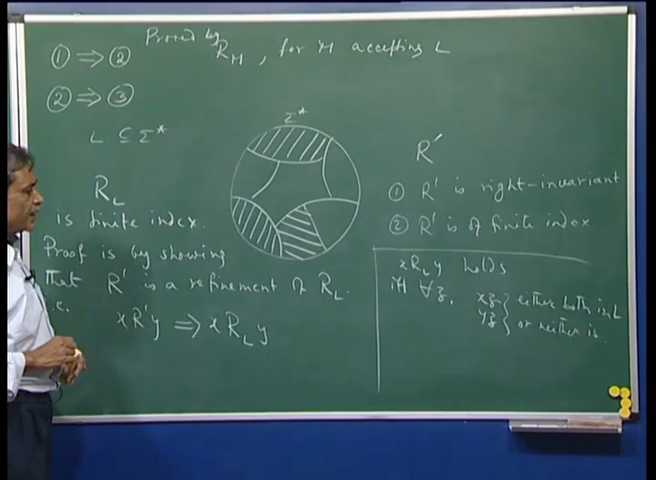 ① ⟹ ② Proved by R_M, for M accepting L
② ⟹ ③
L ⊆ Σ*
Σ*
R_L
is finite index.
Proof is by showing
that R' is a refinement of R_L.
i.e.
xR'y ⟹ xR_Ly
R'
① R' is right-invariant
② R' is of finite index
xR_Ly holds
iff ∀z, xz } either both in L
yz } or neither is.